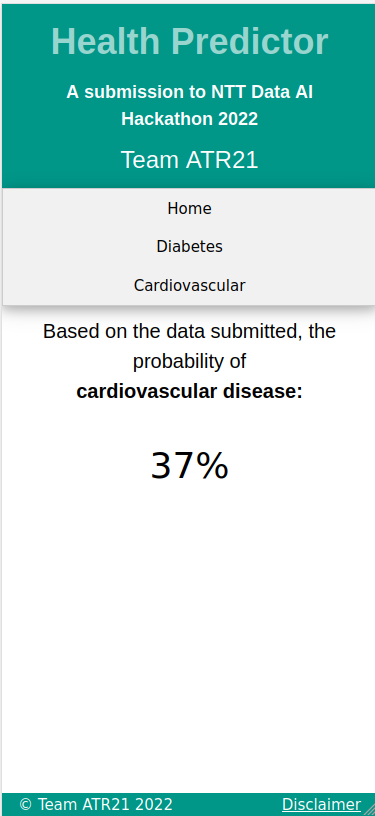 Health Predictor
A submission to NTT Data AI
Hackathon 2022
Team ATR21
Home
Diabetes
Cardiovascular
Based on the data submitted, the
probability of
cardiovascular disease:
37%
© Team ATR21 2022 Disclaimer